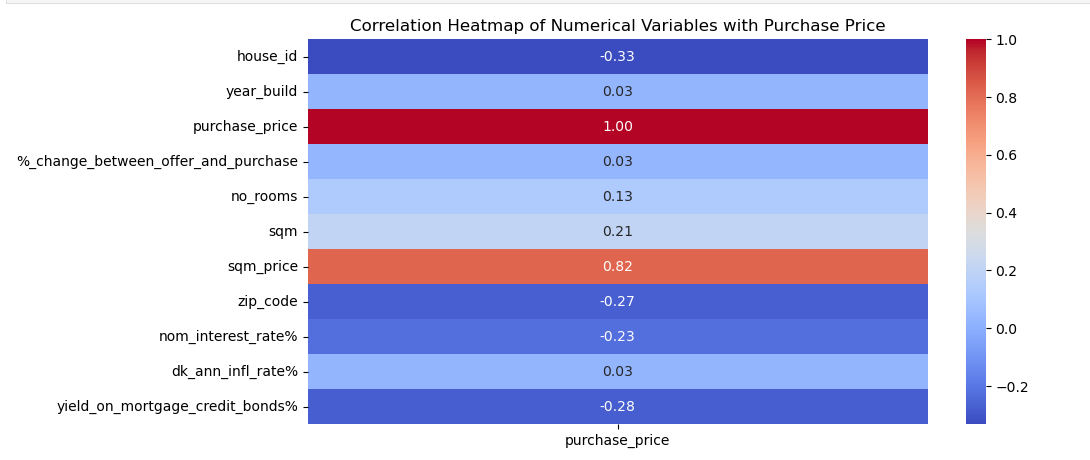 Correlation Heatmap of Numerical Variables with Purchase Price
house_id -0.33
year_build 0.03
purchase_price 1.00
%_change_between_offer_and_purchase 0.03
no_rooms 0.13
sqm 0.21
sqm_price 0.82
zip_code -0.27
nom_interest_rate% -0.23
dk_ann_infl_rate% 0.03
yield_on_mortgage_credit_bonds% -0.28
purchase_price
1.0
0.8
0.6
0.4
0.2
0.0
−0.2